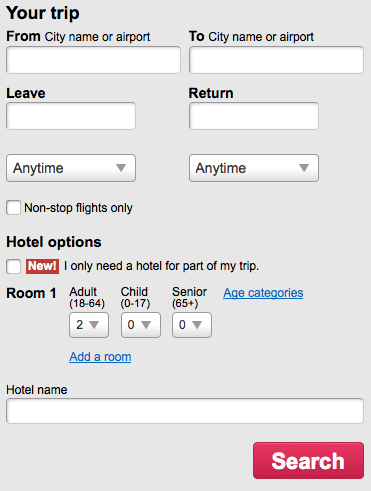 Your trip
From City name or airport
To City name or airport
Leave
Return
Anytime
Anytime
Non-stop flights only
Hotel options
New! I only need a hotel for part of my trip.
Room 1
Adult
(18-64)
Child
(0-17)
Senior
(65+)
Age categories
2
0
0
Add a room
Hotel name
Search